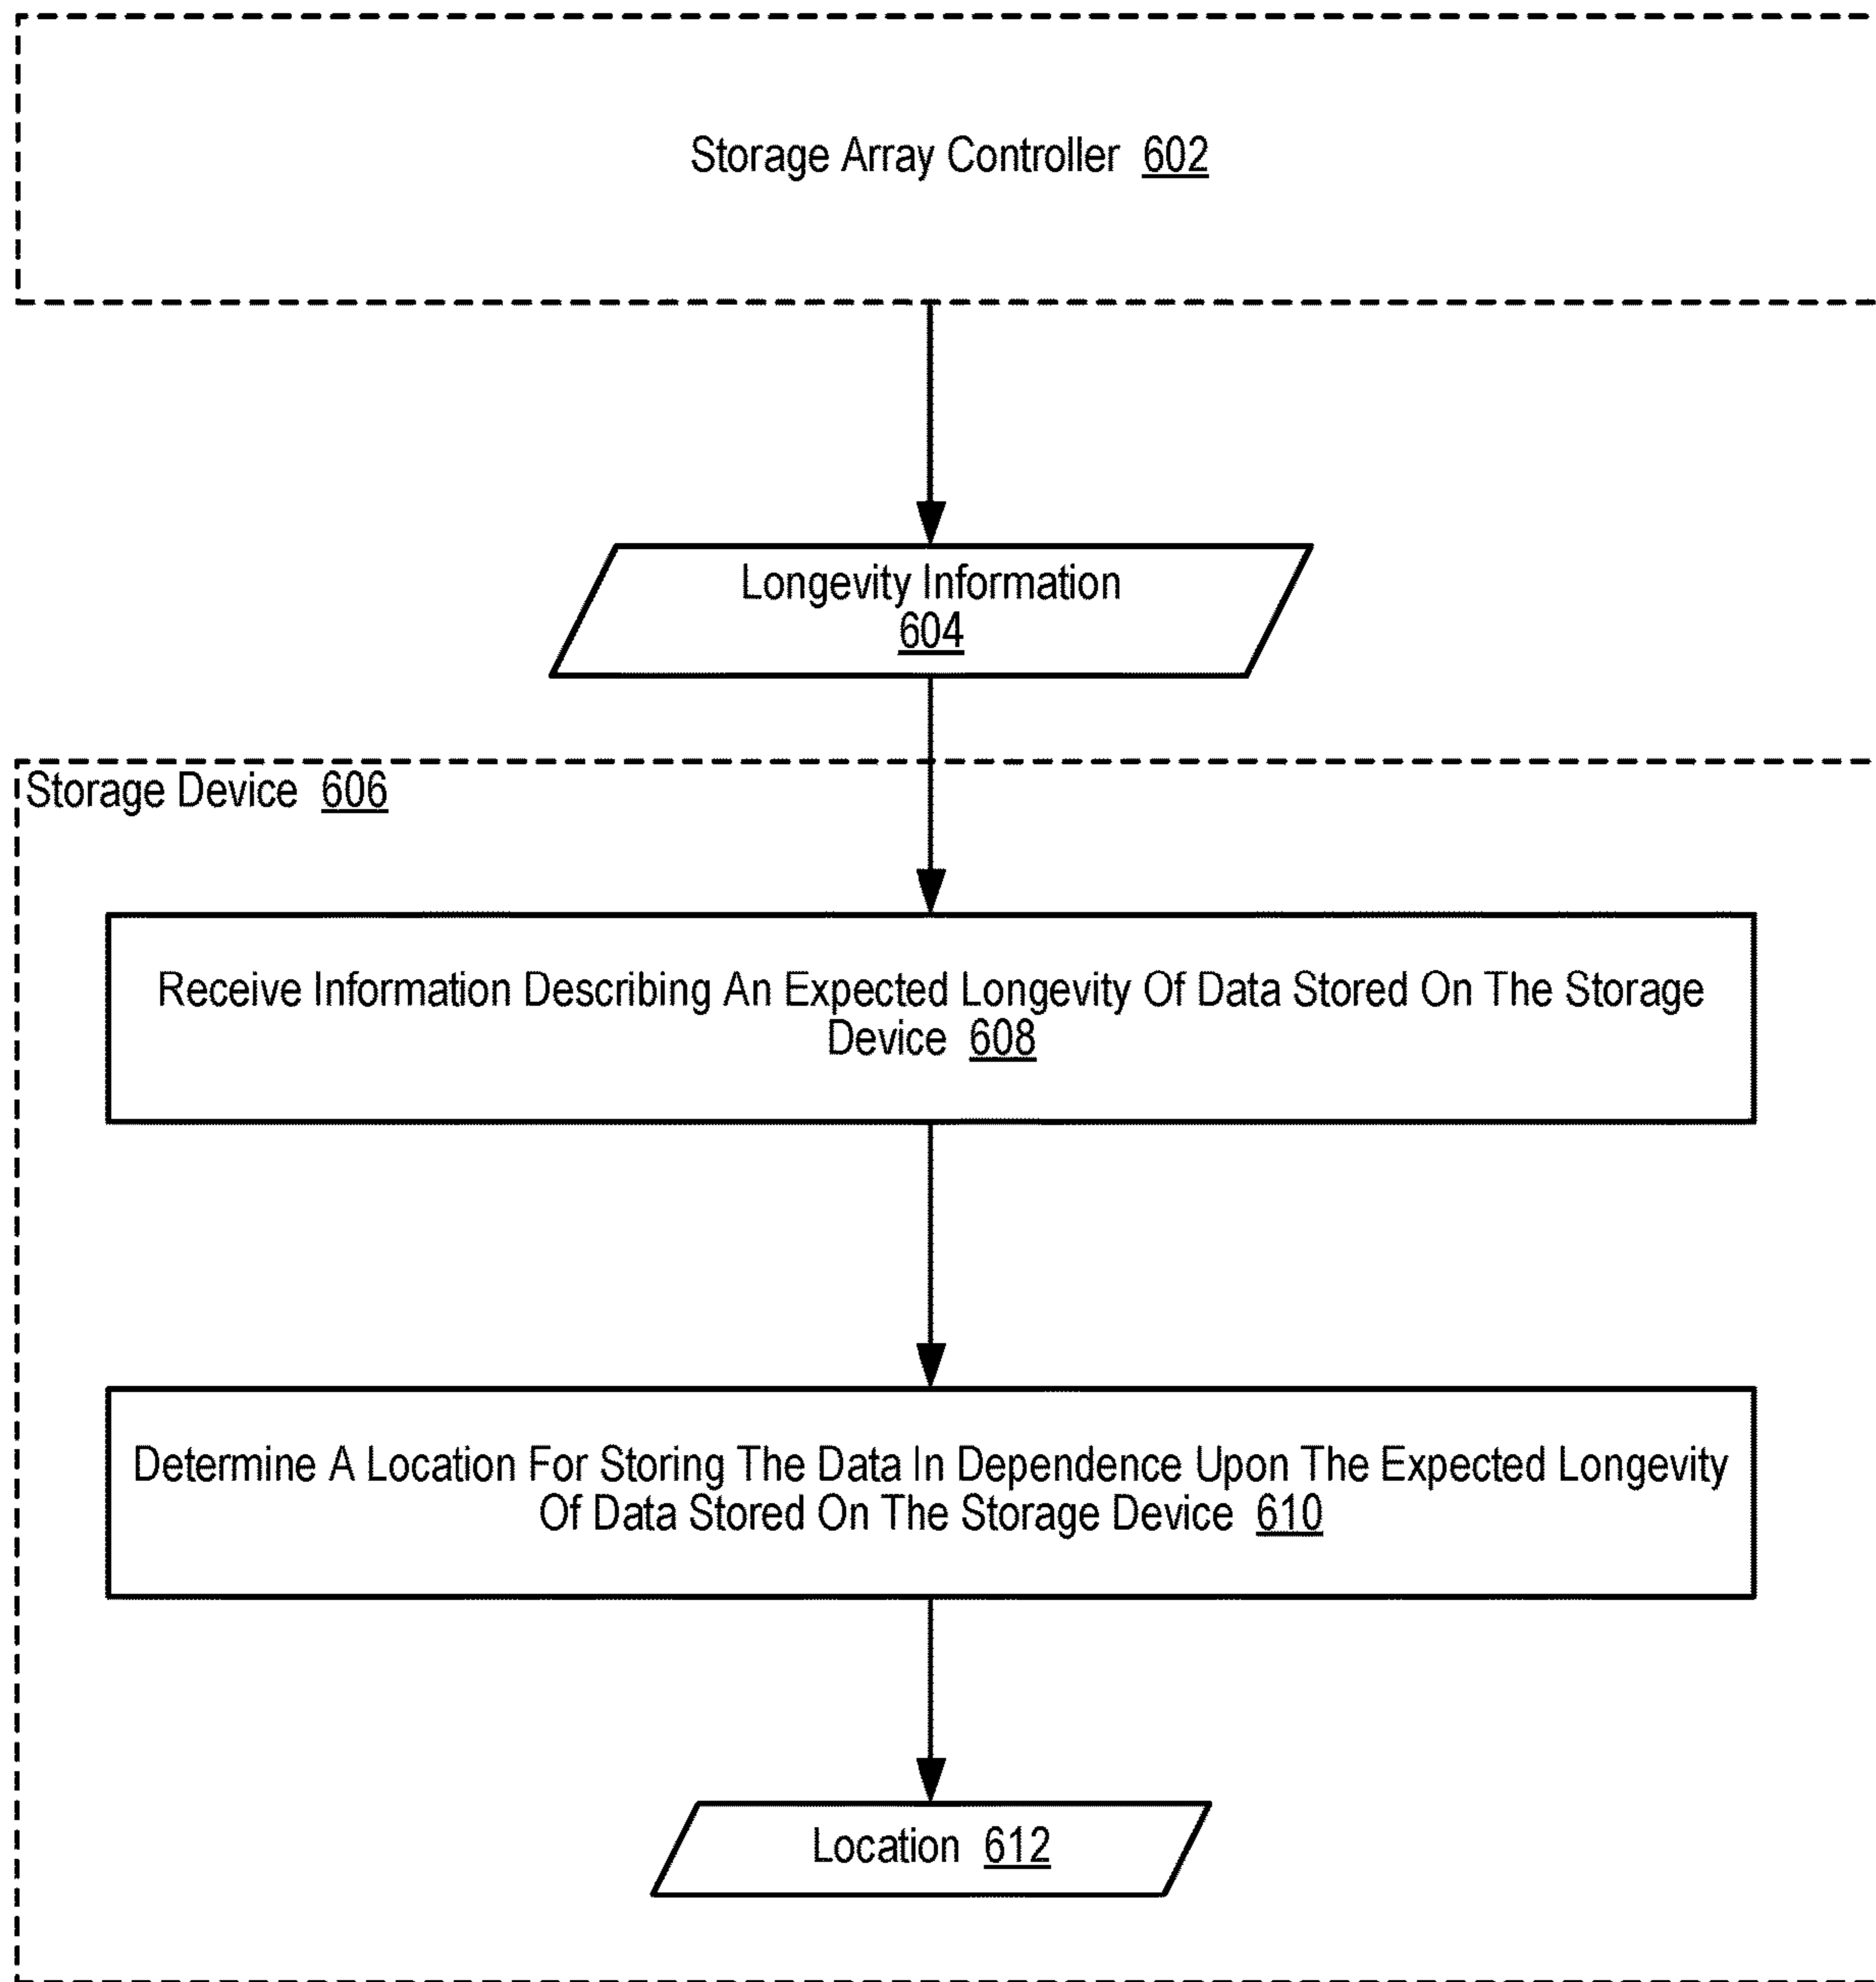 Storage Array Controller 602
Longevity Information
604
Storage Device 606
Receive Information Describing An Expected Longevity Of Data Stored On The Storage
Device 608
Determine A Location For Storing The Data In Dependence Upon The Expected Longevity
Of Data Stored On The Storage Device 610
Location 612